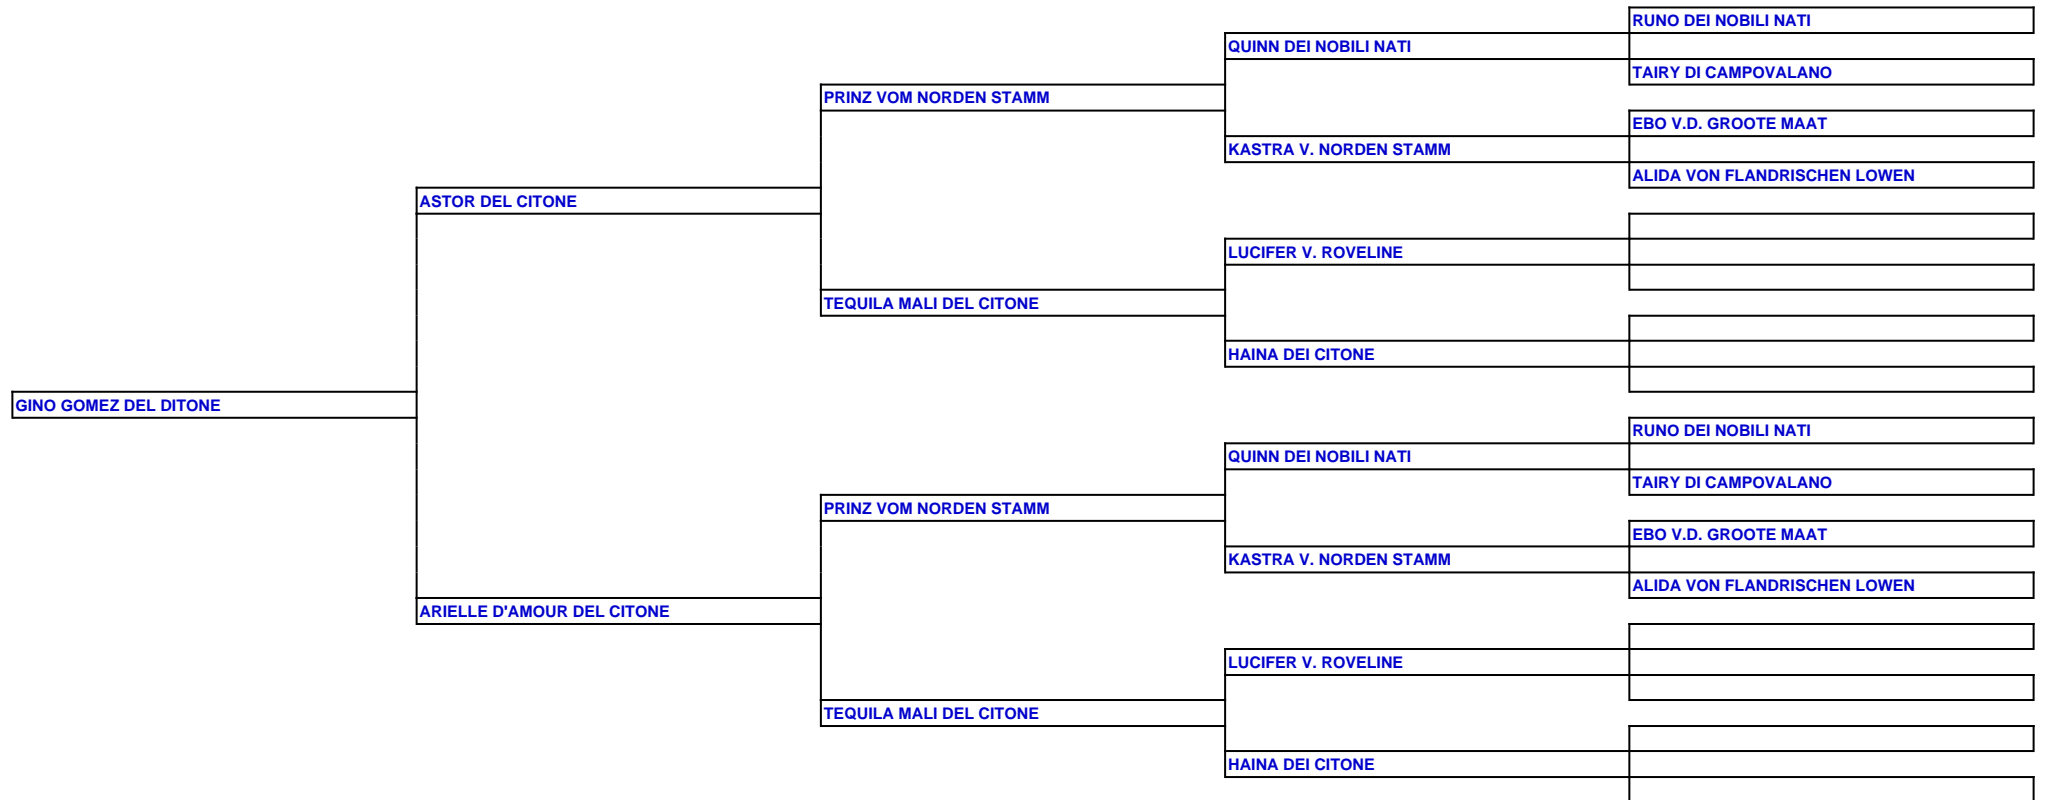 RUNO DEI NOBILI NATI
QUINN DEI NOBILI NATI
TAIRY DI CAMPOVALANO
PRINZ VOM NORDEN STAMM
EBO V.D. GROOTE MAAT
KASTRA V. NORDEN STAMM
ALIDA VON FLANDRISCHEN LOWEN
ASTOR DEL CITONE
LUCIFER V. ROVELINE
TEQUILA MALI DEL CITONE
HAINA DEI CITONE
GINO GOMEZ DEL DITONE
RUNO DEI NOBILI NATI
QUINN DEI NOBILI NATI
TAIRY DI CAMPOVALANO
PRINZ VOM NORDEN STAMM
EBO V.D. GROOTE MAAT
KASTRA V. NORDEN STAMM
ALIDA VON FLANDRISCHEN LOWEN
ARIELLE D'AMOUR DEL CITONE
LUCIFER V. ROVELINE
TEQUILA MALI DEL CITONE
HAINA DEI CITONE